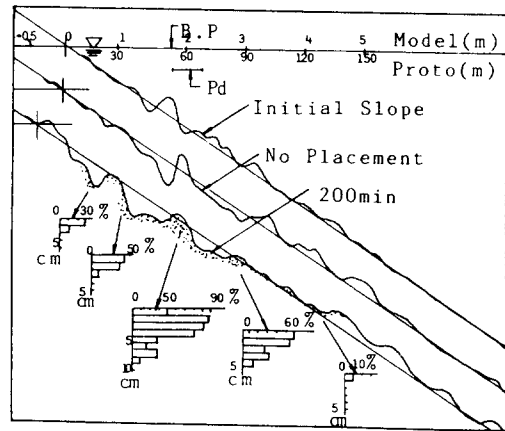 B.P
-0.5 0 1 2 3 4 5 Model(m)
30 60 90 120 150 Proto(m)
Pd
Initial Slope
No Placement
200min
0 30 %
5
cm
0 50 %
5
cm
0 50 90 %
5
10
cm
0 60 %
5
cm
0 10%
5
cm